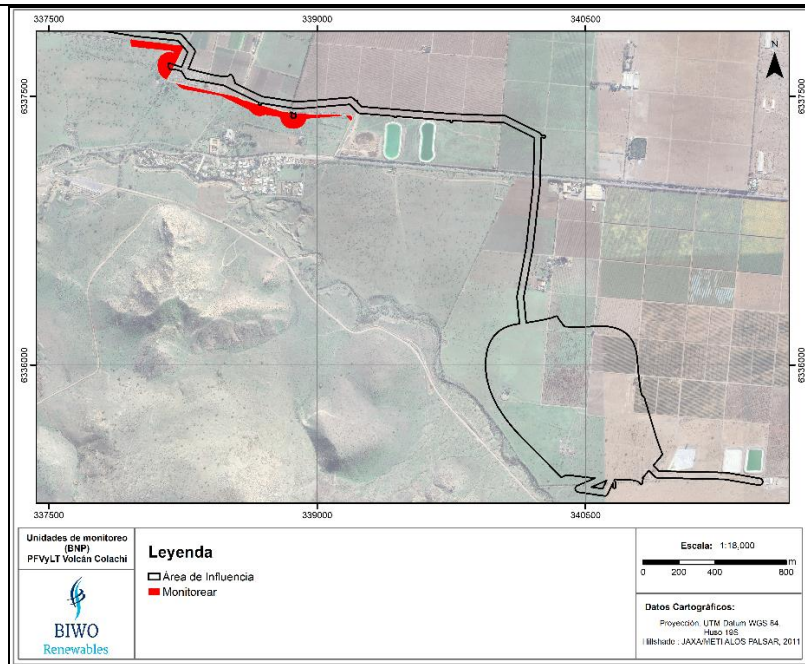 337500 339000 340500
N
6337500 6337500
6336000 6336000
337500 339000 340500
Unidades de monitoreo
(BNP)
PFVyLT Volcán Colachi
BIWO
Renewables
Leyenda
Área de Influencia
Monitorear
Escala: 1:18,000
m
0 200 400 800
Datos Cartográficos:
Proyección: UTM Datum WGS 84,
Huso 19S
Hillshade : JAXA/METI ALOS PALSAR, 2011